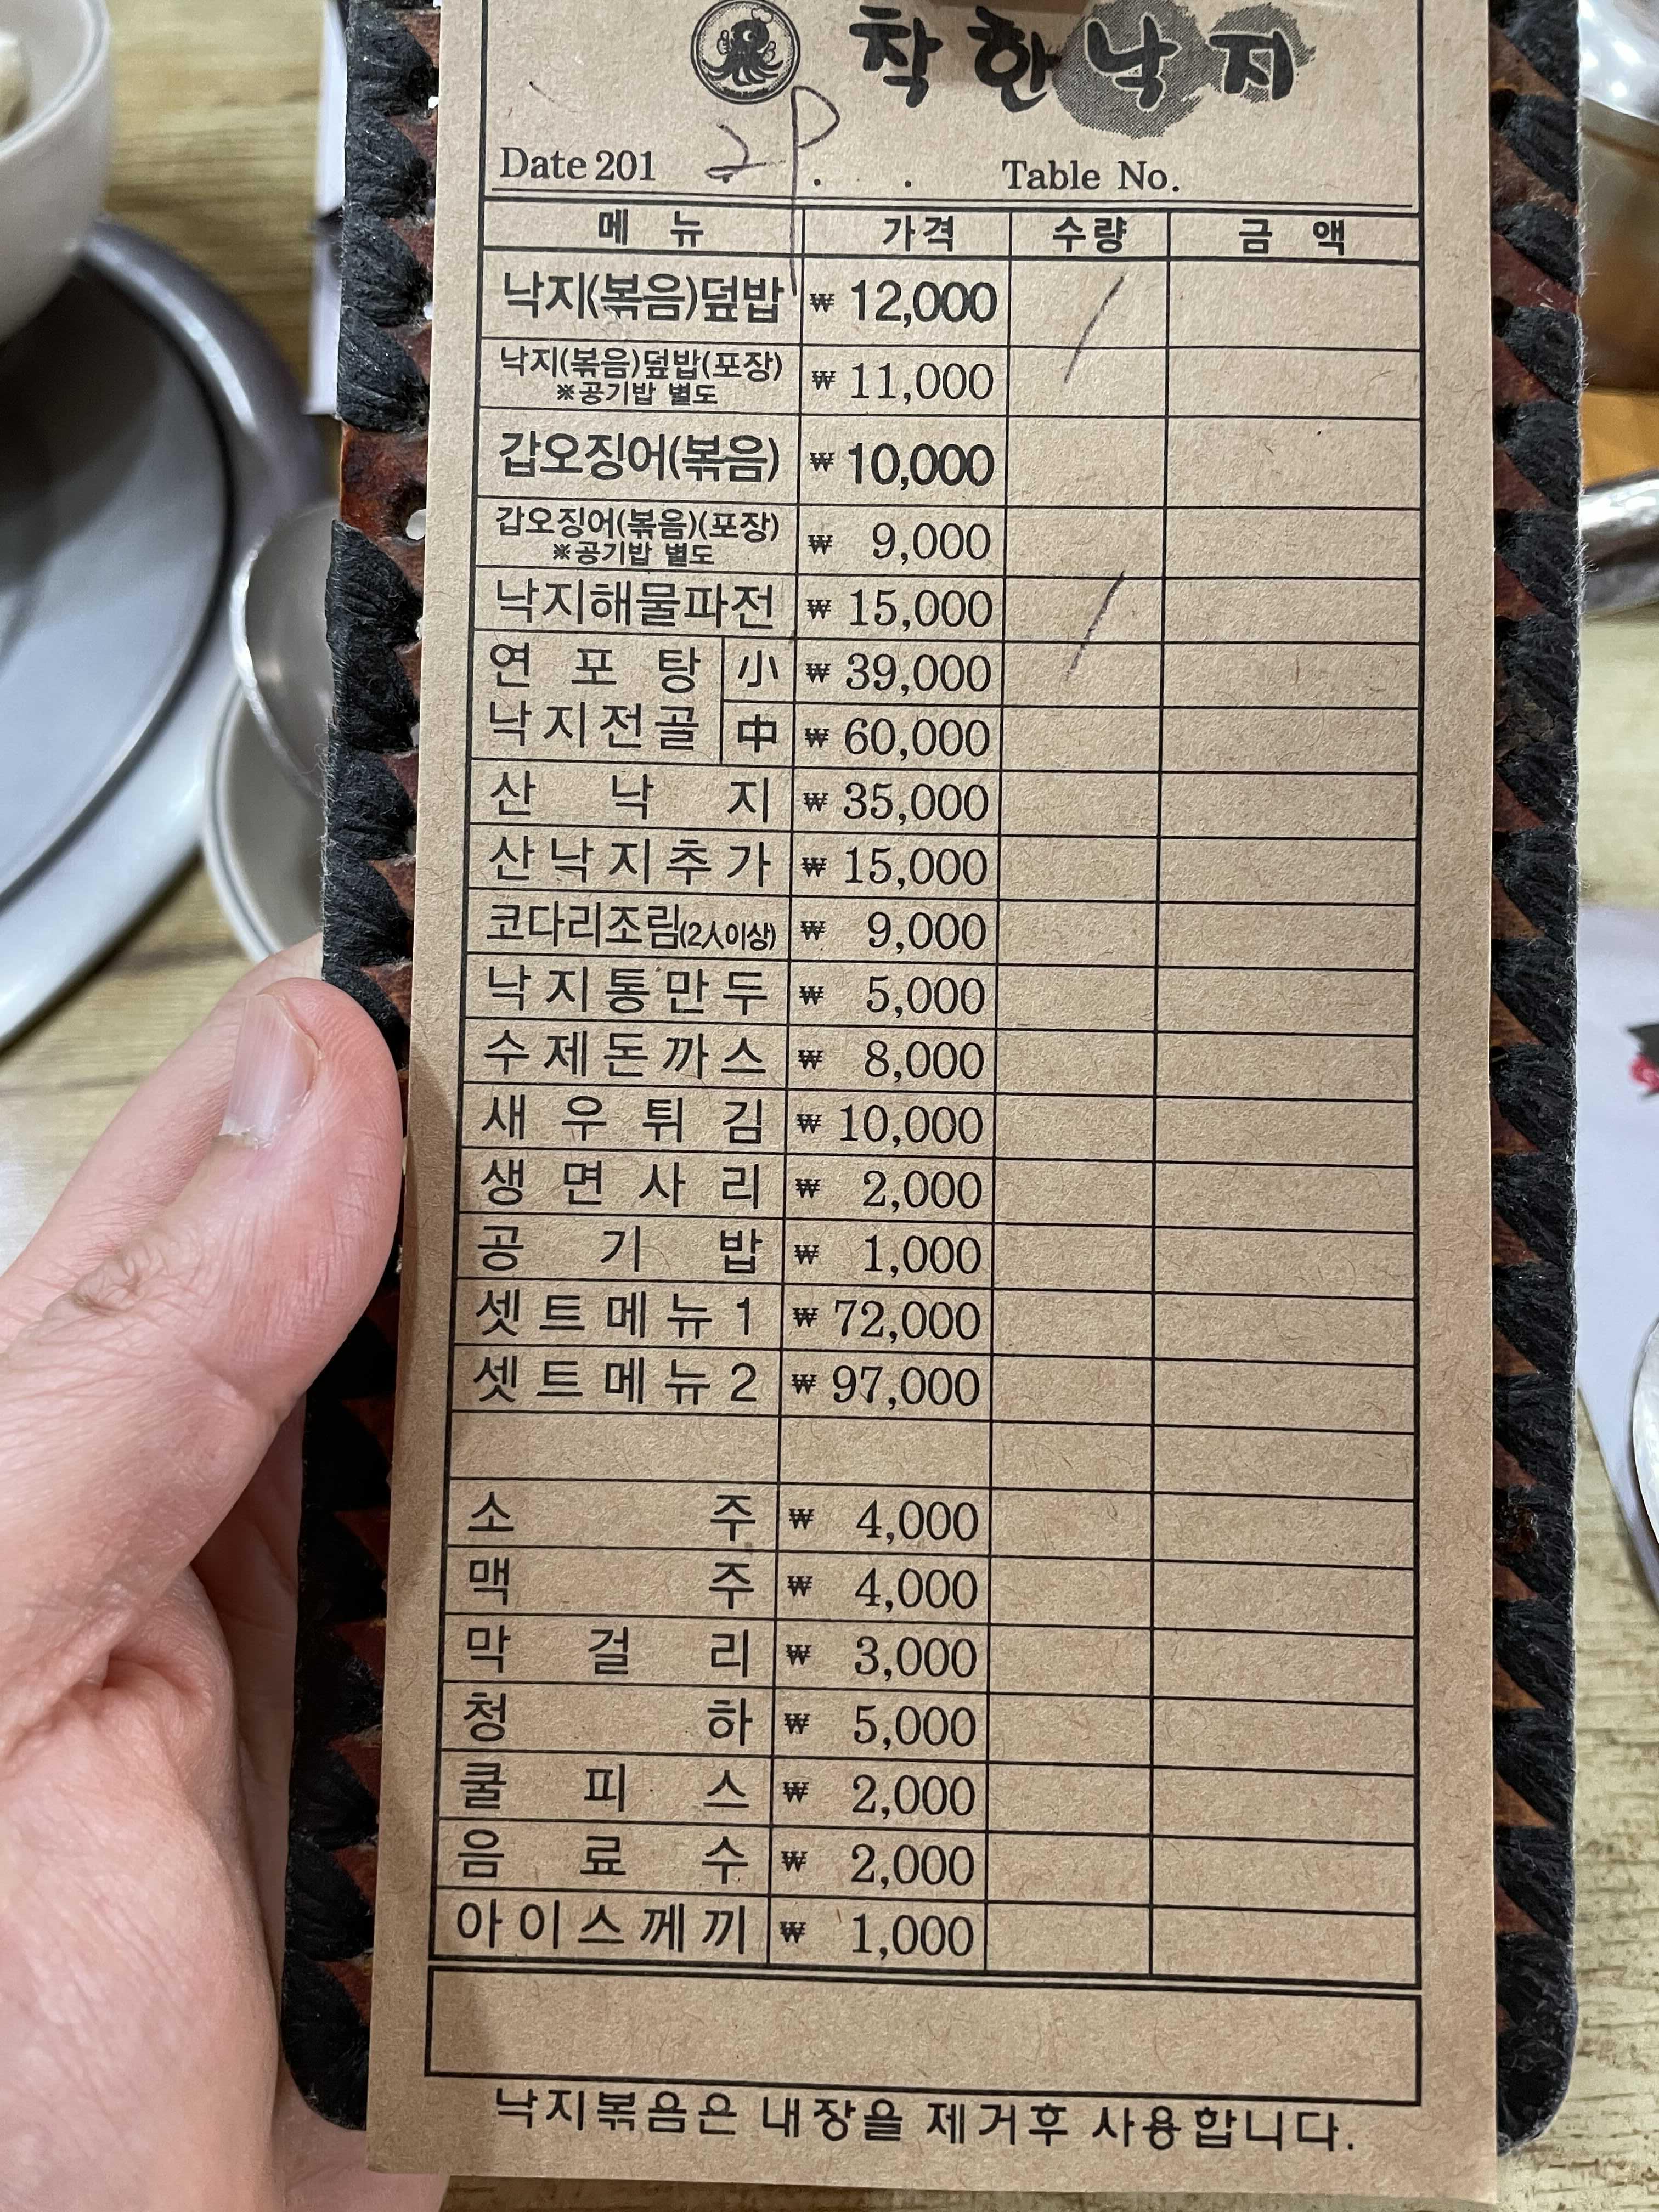 착한낙지
2P
Date 201 . . Table No.
메 뉴 가격 수량 금 액
낙지(볶음)덮밥 ₩ 12,000 /
낙지(볶음)덮밥(포장) ₩ 11,000
※공기밥 별도
갑오징어(볶음) ₩ 10,000
갑오징어(볶음)(포장) ₩ 9,000
※공기밥 별도
낙지해물파전 ₩ 15,000 /
연 포 탕 小 ₩ 39,000
낙지전골 中 ₩ 60,000
산 낙 지 ₩ 35,000
산낙지추가 ₩ 15,000
코다리조림(2人이상) ₩ 9,000
낙지통만두 ₩ 5,000
수제돈까스 ₩ 8,000
새우튀김 ₩ 10,000
생면사리 ₩ 2,000
공 기 밥 ₩ 1,000
셋트메뉴1 ₩ 72,000
셋트메뉴2 ₩ 97,000
소 주 ₩ 4,000
맥 주 ₩ 4,000
막 걸 리 ₩ 3,000
청 하 ₩ 5,000
쿨 피 스 ₩ 2,000
음 료 수 ₩ 2,000
아이스께끼 ₩ 1,000
낙지볶음은 내장을 제거후 사용합니다.